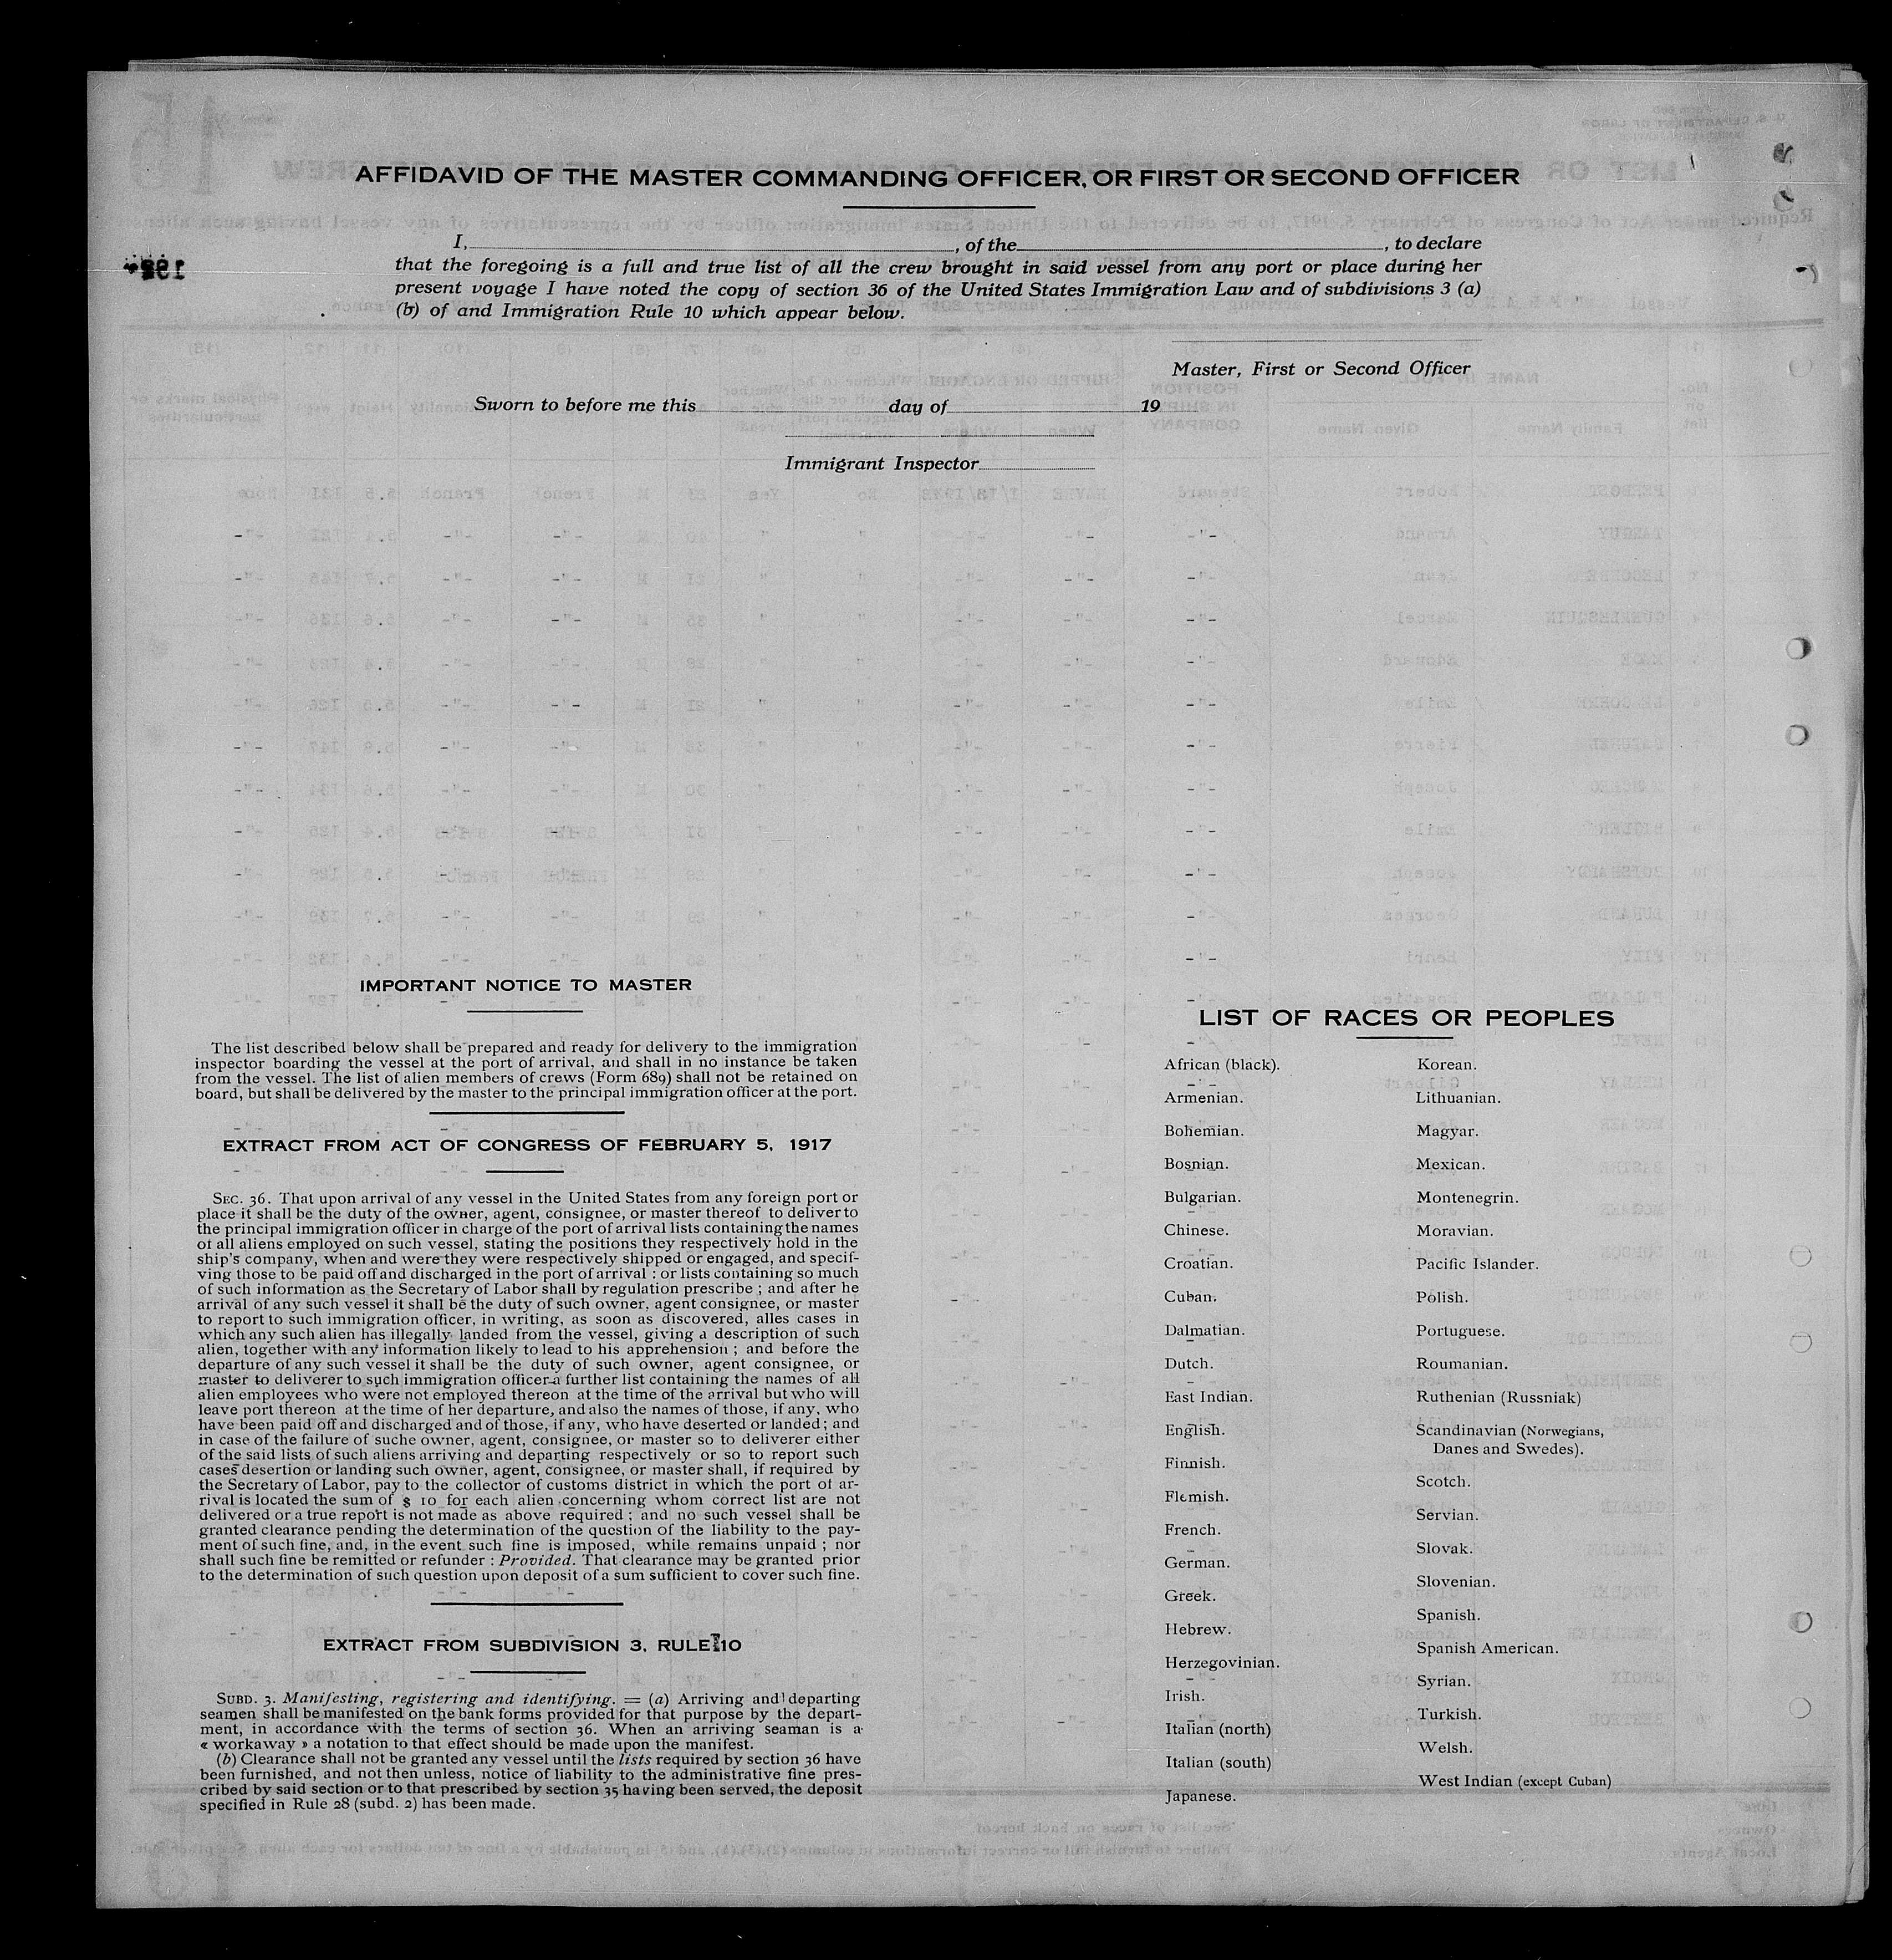 AFFIDAVID OF THE MASTER COMMANDING OFFICER, OR FIRST OR SECOND OFFICER
I, , of the , to declare
that the foregoing is a full and true list of all the crew brought in said vessel from any port or place during her
present voyage I have noted the copy of section 36 of the United States Immigration Law and of subdivisions 3 (a)
(b) of and Immigration Rule 10 which appear below.
Master, First or Second Officer
Sworn to before me this day of 19
Immigrant Inspector
IMPORTANT NOTICE TO MASTER
The list described below shall be prepared and ready for delivery to the immigration
inspector boarding the vessel at the port of arrival, and shall in no instance be taken
from the vessel. The list of alien members of crews (Form 689) shall not be retained on
board, but shall be delivered by the master to the principal immigration officer at the port.
EXTRACT FROM ACT OF CONGRESS OF FEBRUARY 5, 1917
SEC. 36. That upon arrival of any vessel in the United States from any foreign port or
place it shall be the duty of the owner, agent, consignee, or master thereof to deliver to
the principal immigration officer in charge of the port of arrival lists containing the names
of all aliens employed on such vessel, stating the positions they respectively hold in the
ship's company, when and were they were respectively shipped or engaged, and specif-
ving those to be paid off and discharged in the port of arrival : or lists containing so much
of such information as the Secretary of Labor shall by regulation prescribe ; and after he
arrival of any such vessel it shall be the duty of such owner, agent consignee, or master
to report to such immigration officer, in writing, as soon as discovered, alles cases in
which any such alien has illegally landed from the vessel, giving a description of such
alien, together with any information likely to lead to his apprehension ; and before the
departure of any such vessel it shall be the duty of such owner, agent consignee, or
master to deliverer to such immigration officer a further list containing the names of all
alien employees who were not employed thereon at the time of the arrival but who will
leave port thereon at the time of her departure, and also the names of those, if any, who
have been paid off and discharged and of those, if any, who have deserted or landed ; and
in case of the failure of suche owner, agent, consignee, or master so to deliverer either
of the said lists of such aliens arriving and departing respectively or so to report such
cases desertion or landing such owner, agent, consignee, or master shall, if required by
the Secretary of Labor, pay to the collector of customs district in which the port of ar-
rival is located the sum of $ 10 for each alien concerning whom correct list are not
delivered or a true report is not made as above required ; and no such vessel shall be
granted clearance pending the determination of the question of the liability to the pay-
ment of such fine, and, in the event such fine is imposed, while remains unpaid ; nor
shall such fine be remitted or refunder : Provided. That clearance may be granted prior
to the determination of such question upon deposit of a sum sufficient to cover such fine.
EXTRACT FROM SUBDIVISION 3, RULE 10
SUBD. 3. Manifesting, registering and identifying. = (a) Arriving and departing
seamen shall be manifested on the bank forms provided for that purpose by the depart-
ment, in accordance with the terms of section 36. When an arriving seaman is a
« workaway » a notation to that effect should be made upon the manifest.
(b) Clearance shall not be granted any vessel until the lists required by section 36 have
been furnished, and not then unless, notice of liability to the administrative fine pres-
cribed by said section or to that prescribed by section 35 having been served, the deposit
specified in Rule 28 (subd. 2) has been made.
LIST OF RACES OR PEOPLES
African (black).
Armenian.
Bohemian.
Bosnian.
Bulgarian.
Chinese.
Croatian.
Cuban.
Dalmatian.
Dutch.
East Indian.
English.
Finnish.
Flemish.
French.
German.
Greek.
Hebrew.
Herzegovinian.
Irish.
Italian (north)
Italian (south)
Japanese.
Korean.
Lithuanian.
Magyar.
Mexican.
Montenegrin.
Moravian.
Pacific Islander.
Polish.
Portuguese.
Roumanian.
Ruthenian (Russniak)
Scandinavian (Norwegians,
Danes and Swedes).
Scotch.
Servian.
Slovak.
Slovenian.
Spanish.
Spanish American.
Syrian.
Turkish.
Welsh.
West Indian (except Cuban)